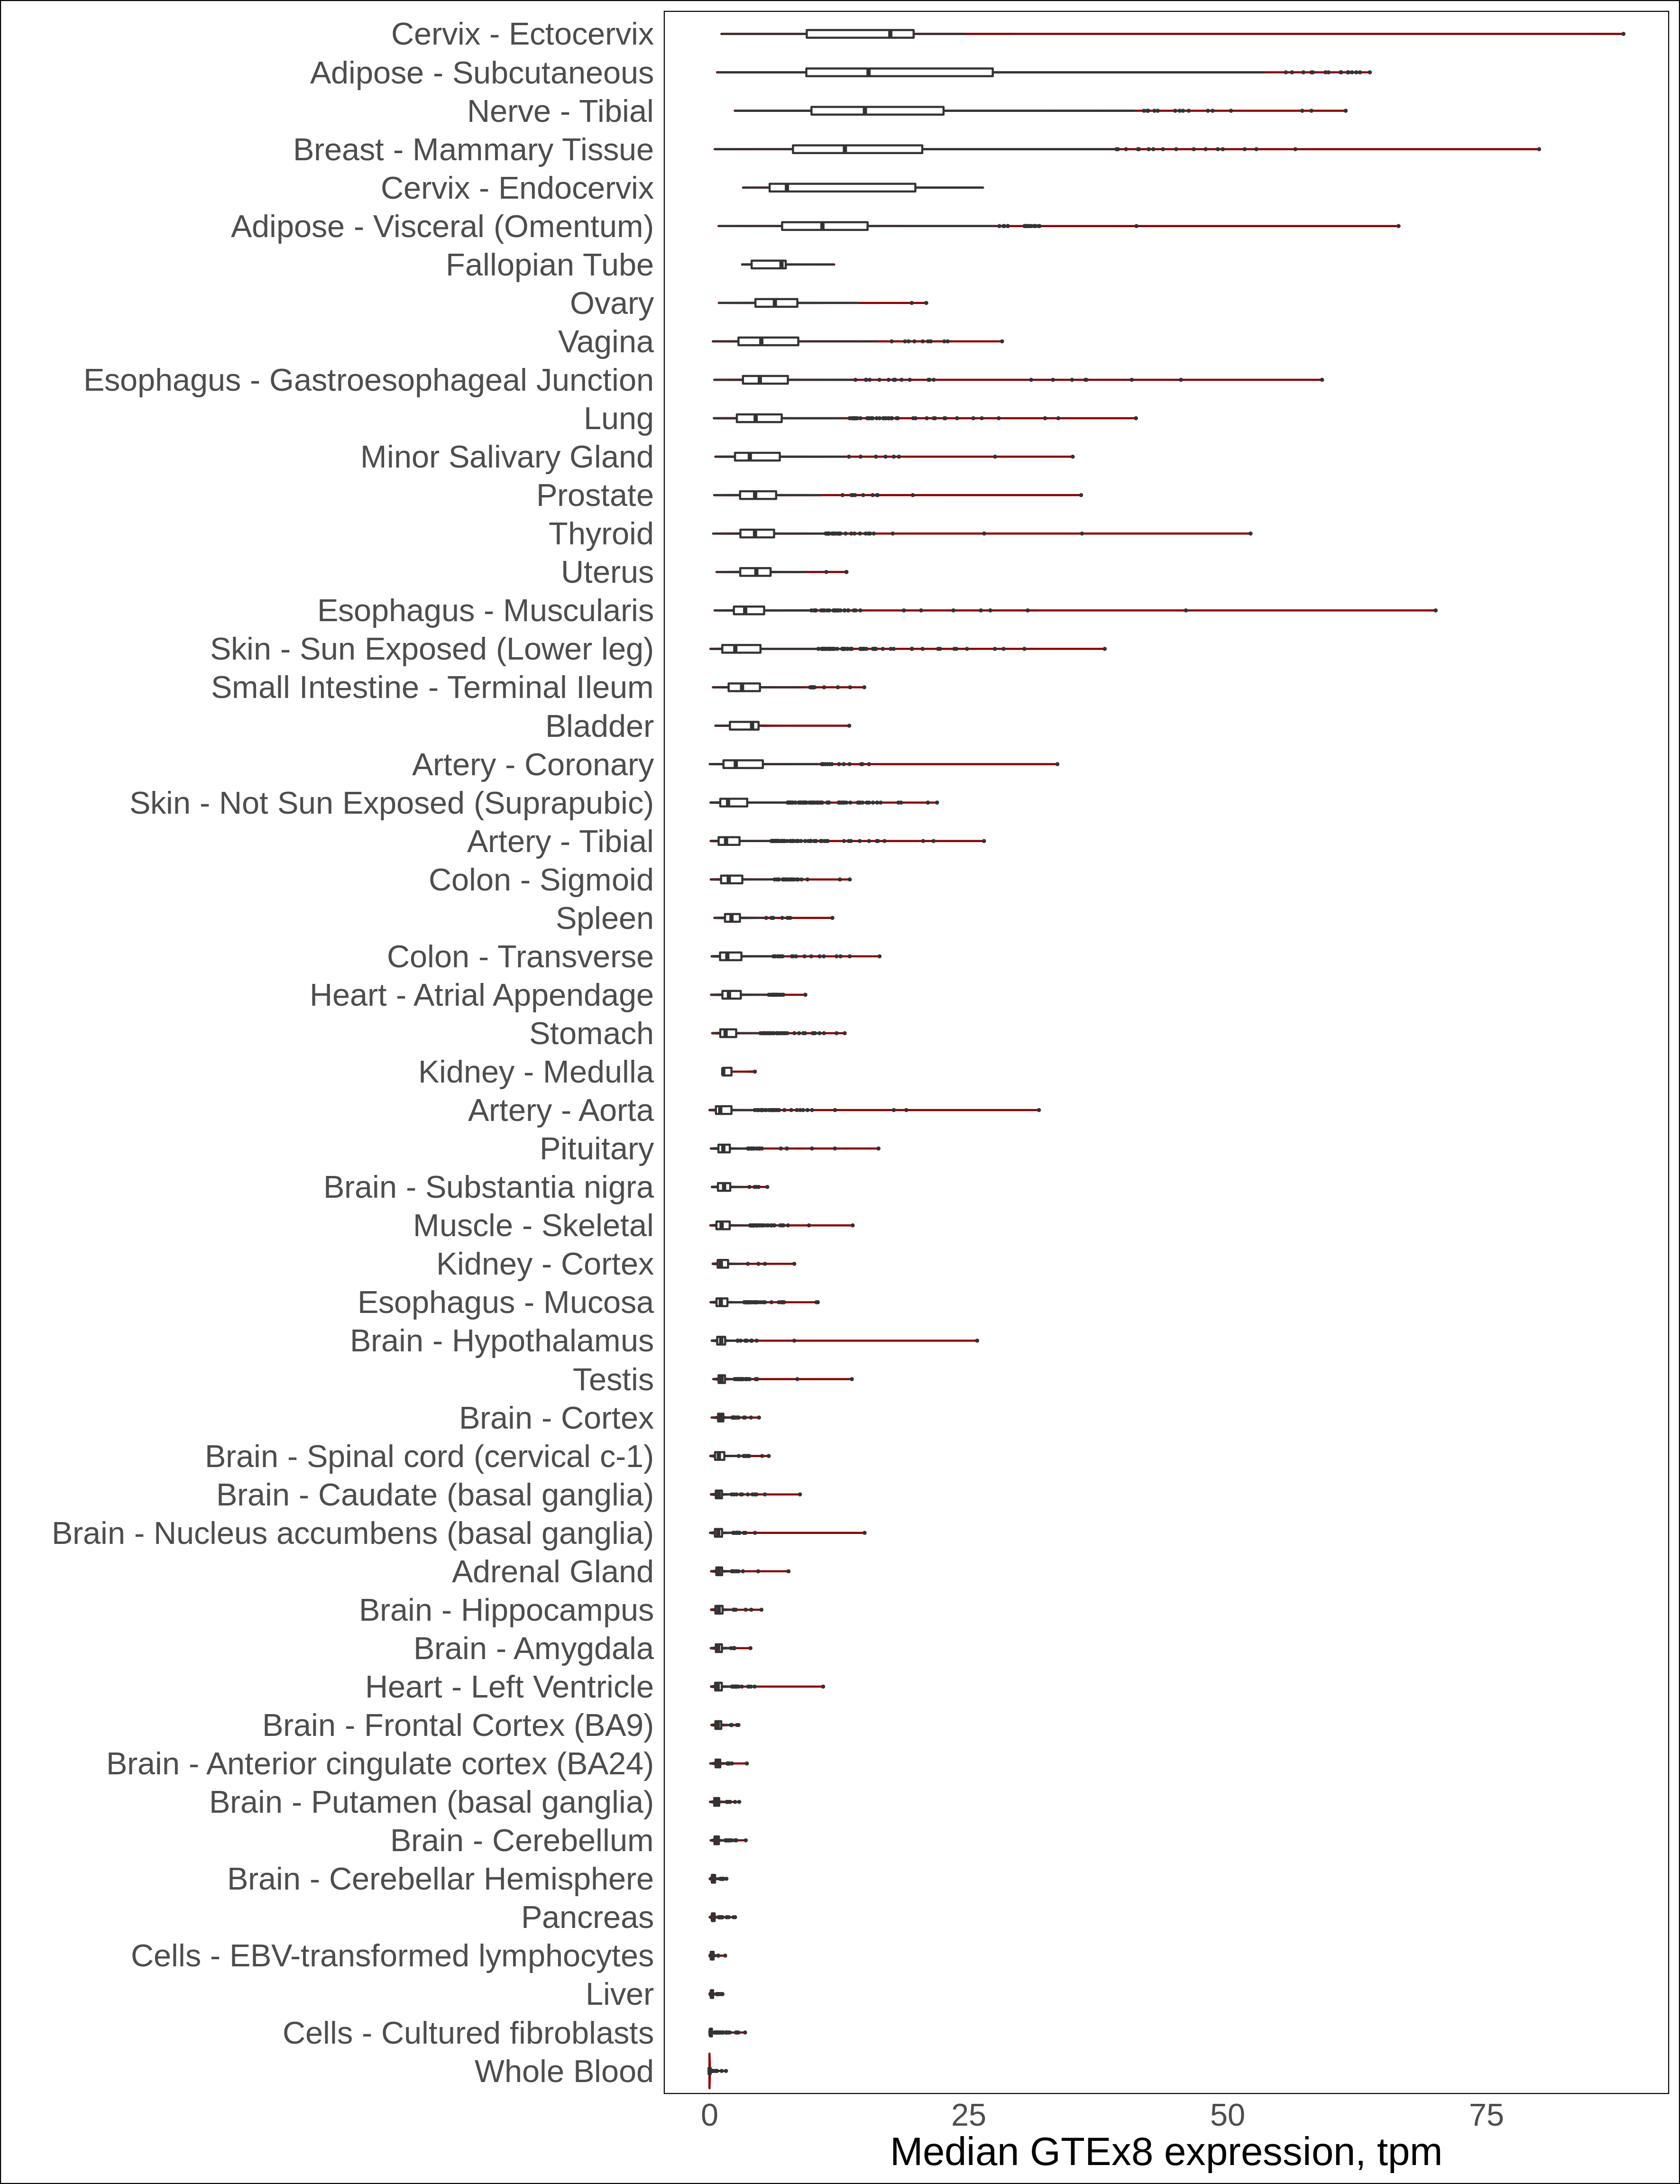 Cervix - Ectocervix
Adipose - Subcutaneous
Nerve - Tibial
Breast - Mammary Tissue
Cervix - Endocervix
Adipose - Visceral (Omentum)
Fallopian Tube
Ovary
Vagina
Esophagus - Gastroesophageal Junction
Lung
Minor Salivary Gland
Prostate
Thyroid
Uterus
Esophagus - Muscularis
Skin - Sun Exposed (Lower leg)
Small Intestine - Terminal Ileum
Bladder
Artery - Coronary
Skin - Not Sun Exposed (Suprapubic)
Artery - Tibial
Colon - Sigmoid
Spleen
Colon - Transverse
Heart - Atrial Appendage
Stomach
Kidney - Medulla
Artery - Aorta
Pituitary
Brain - Substantia nigra
Muscle - Skeletal
Kidney - Cortex
Esophagus - Mucosa
Brain - Hypothalamus
Testis
Brain - Cortex
Brain - Spinal cord (cervical c-1)
Brain - Caudate (basal ganglia)
Brain - Nucleus accumbens (basal ganglia)
Adrenal Gland
Brain - Hippocampus
Brain - Amygdala
Heart - Left Ventricle
Brain - Frontal Cortex (BA9)
Brain - Anterior cingulate cortex (BA24)
Brain - Putamen (basal ganglia)
Brain - Cerebellum
Brain - Cerebellar Hemisphere
Pancreas
Cells - EBV-transformed lymphocytes
Liver
Cells - Cultured fibroblasts
Whole Blood
0 25 50 75
Median GTEx8 expression, tpm